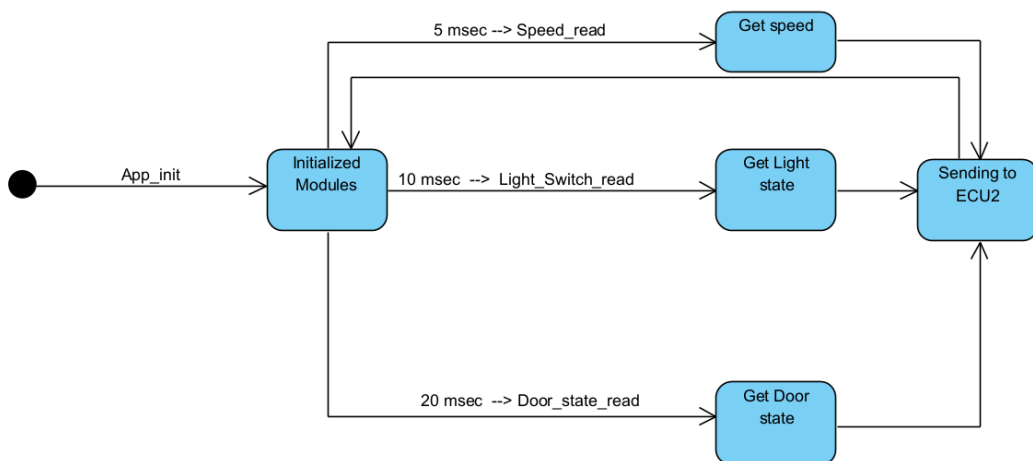 5 msec --> Speed_read
Get speed
App_init
Initialized
Modules
10 msec --> Light_Switch_read
Get Light
state
Sending to
ECU2
20 msec --> Door_state_read
Get Door
state